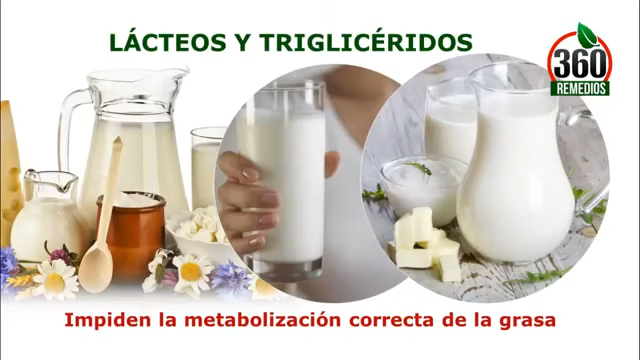 LÁCTEOS Y TRIGLICÉRIDOS
360
REMEDIOS
Impiden la metabolización correcta de la grasa